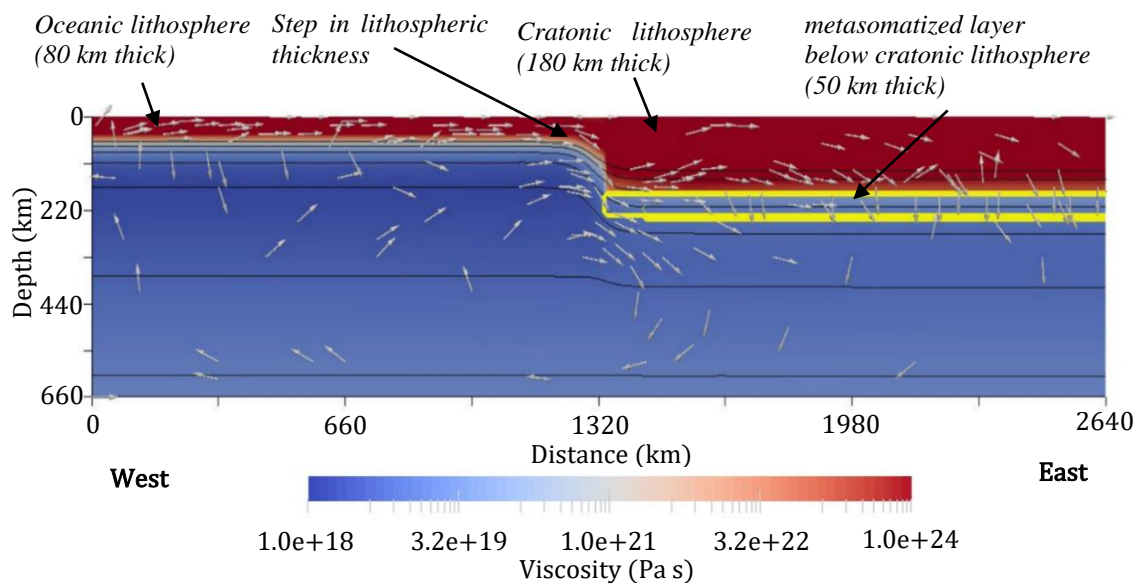 Oceanic lithosphere
(80 km thick)
Step in lithospheric
thickness
Cratonic lithosphere
(180 km thick)
metasomatized layer
below cratonic lithosphere
(50 km thick)
Depth (km)
0
220
440
660
0 660 1320 1980 2640
Distance (km)
West
East
1.0e+18 3.2e+19 1.0e+21 3.2e+22 1.0e+24
Viscosity (Pa s)